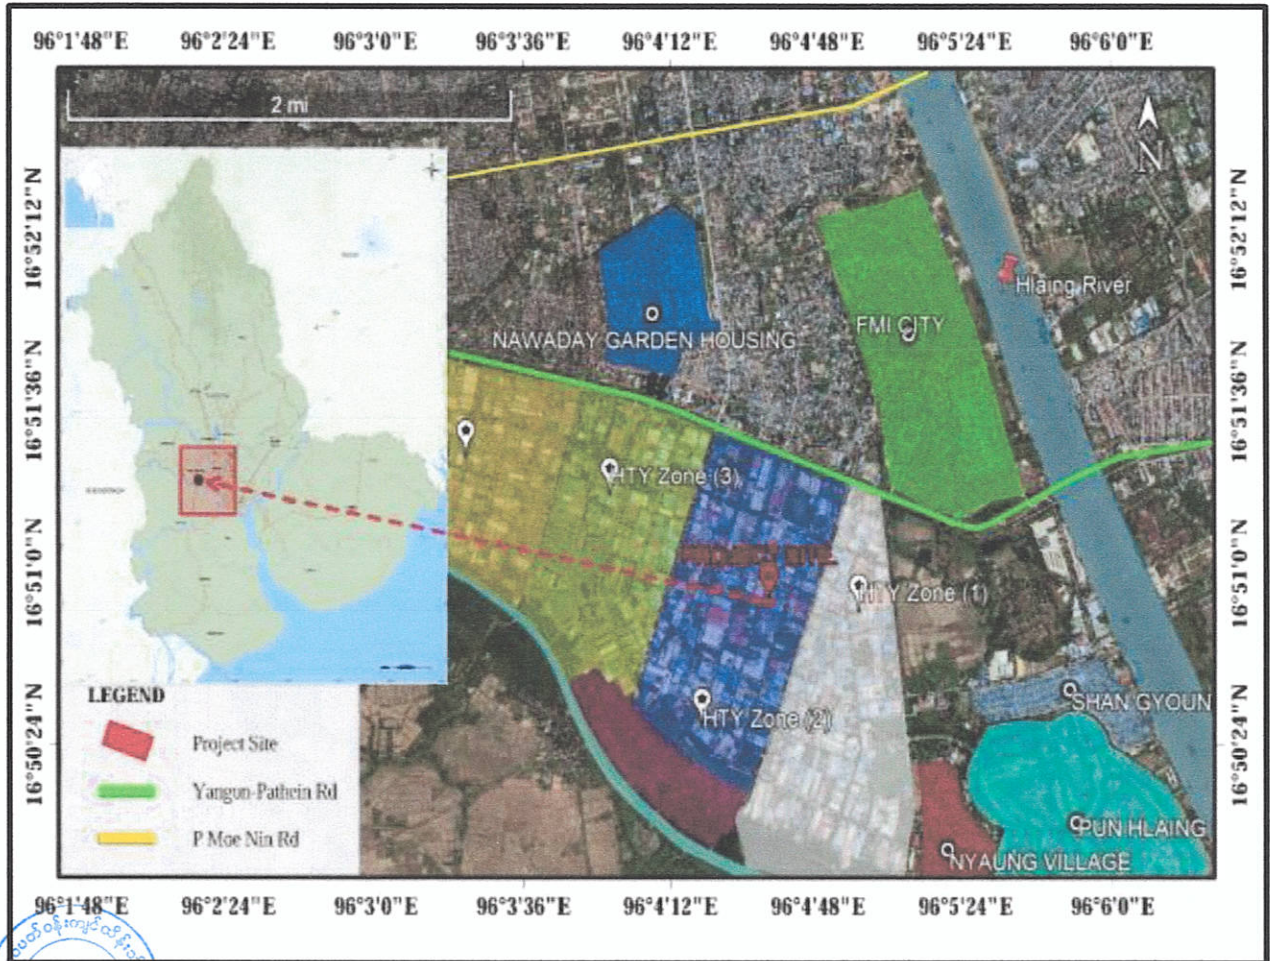 96°1'48"E 96°2'24"E 96°3'0"E 96°3'36"E 96°4'12"E 96°4'48"E 96°5'24"E 96°6'0"E
2 mi
N
16°52'12"N
16°52'12"N
Hlaing River
FMI CITY
NAWADAY GARDEN HOUSING
16°51'36"N
16°51'36"N
HTY Zone (3)
PROJECT SITE
16°51'0"N
16°51'0"N
HTY Zone (1)
LEGEND
SHAN GYOUN
HTY Zone (2)
16°50'24"N
16°50'24"N
Project Site
Yangon-Pathein Rd
PUN HLAING
P Moe Nin Rd
NYAUNG VILLAGE
96°1'48"E 96°2'24"E 96°3'0"E 96°3'36"E 96°4'12"E 96°4'48"E 96°5'24"E 96°6'0"E